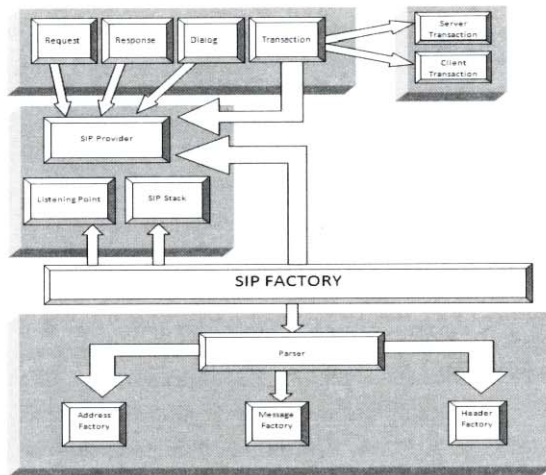 Request
Response
Dialog
Transaction
Server
Transaction
Client
Transaction
SIP Provider
Listening Point
SIP Stack
SIP FACTORY
Parser
Address
Factory
Message
Factory
Header
Factory